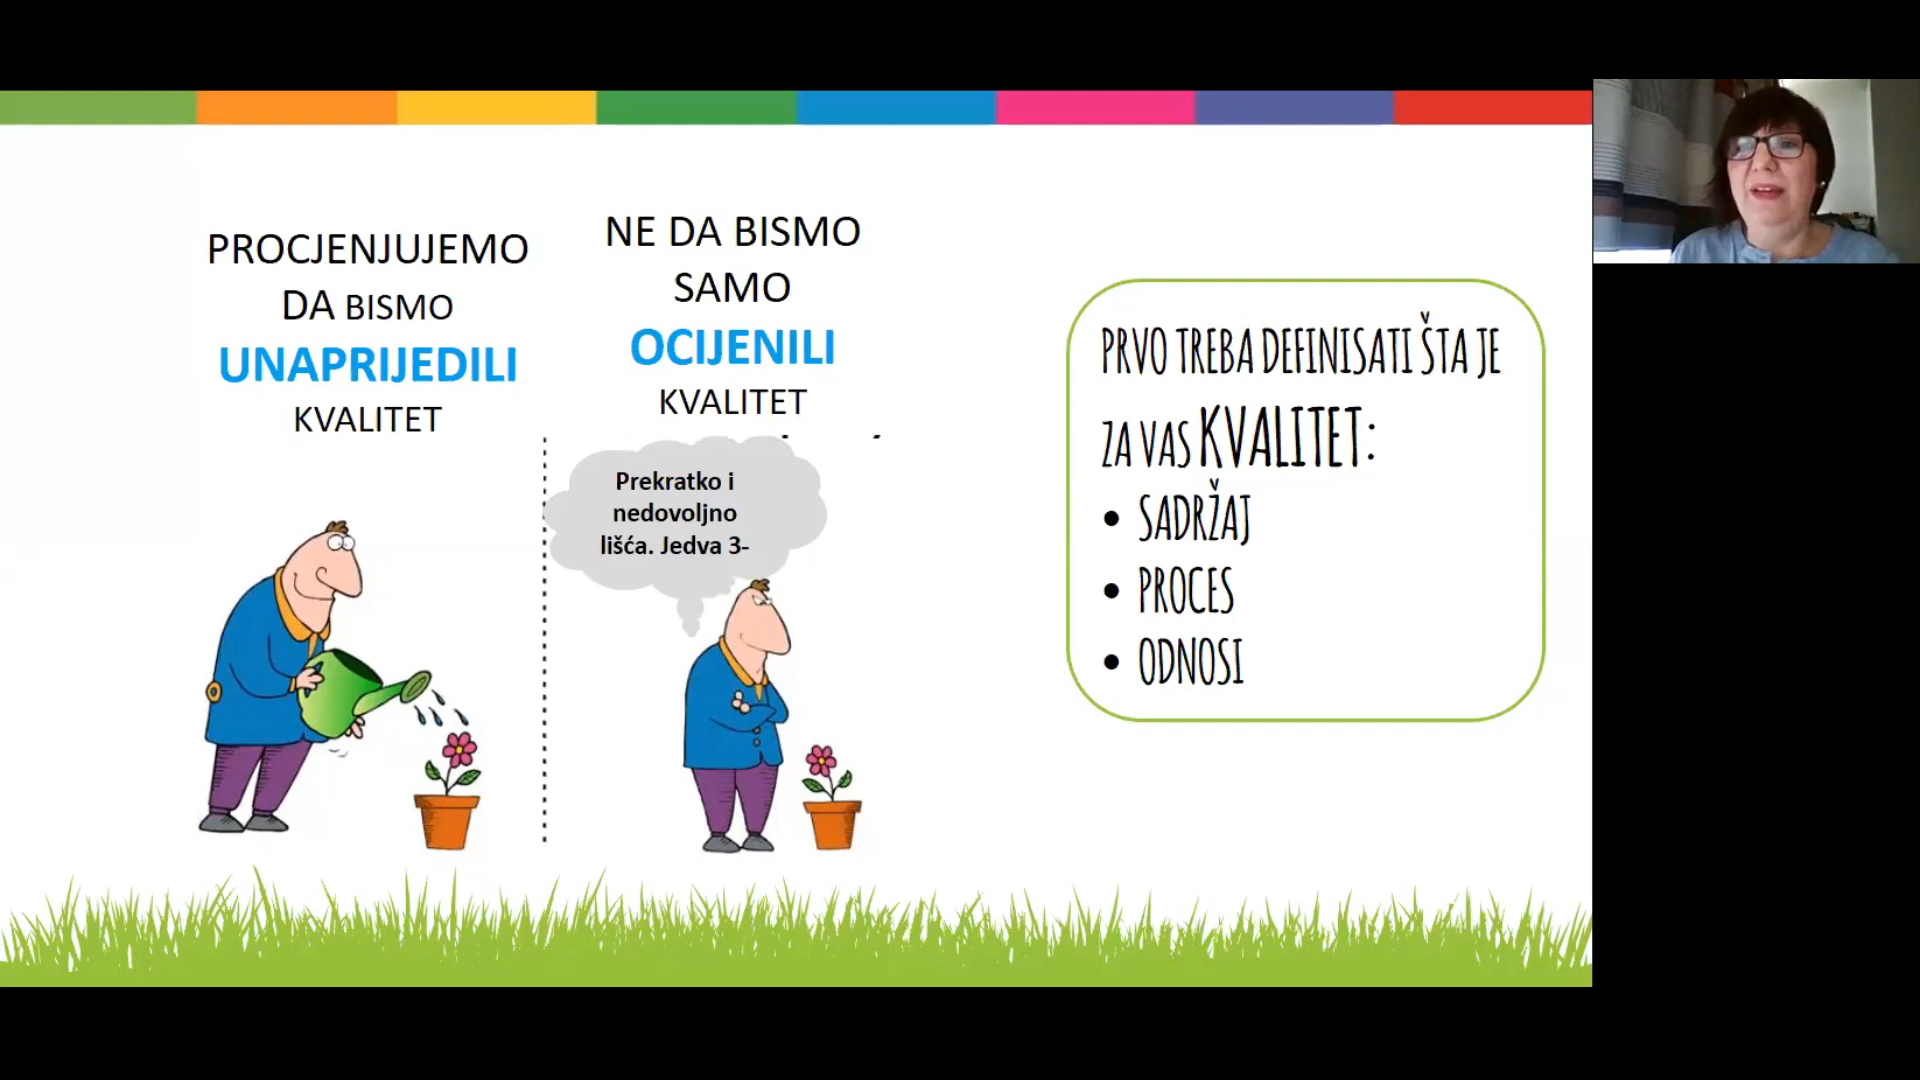 PROCJENJUJEMO
DA BISMO
UNAPRIJEDILI
KVALITET
NE DA BISMO
SAMO
OCIJENILI
KVALITET
Prekratko i
nedovoljno
lišća. Jedva 3-
PRVO TREBA DEFINISATI ŠTA JE
ZA VAS KVALITET:
• SADRŽAJ
• PROCES
• ODNOSI